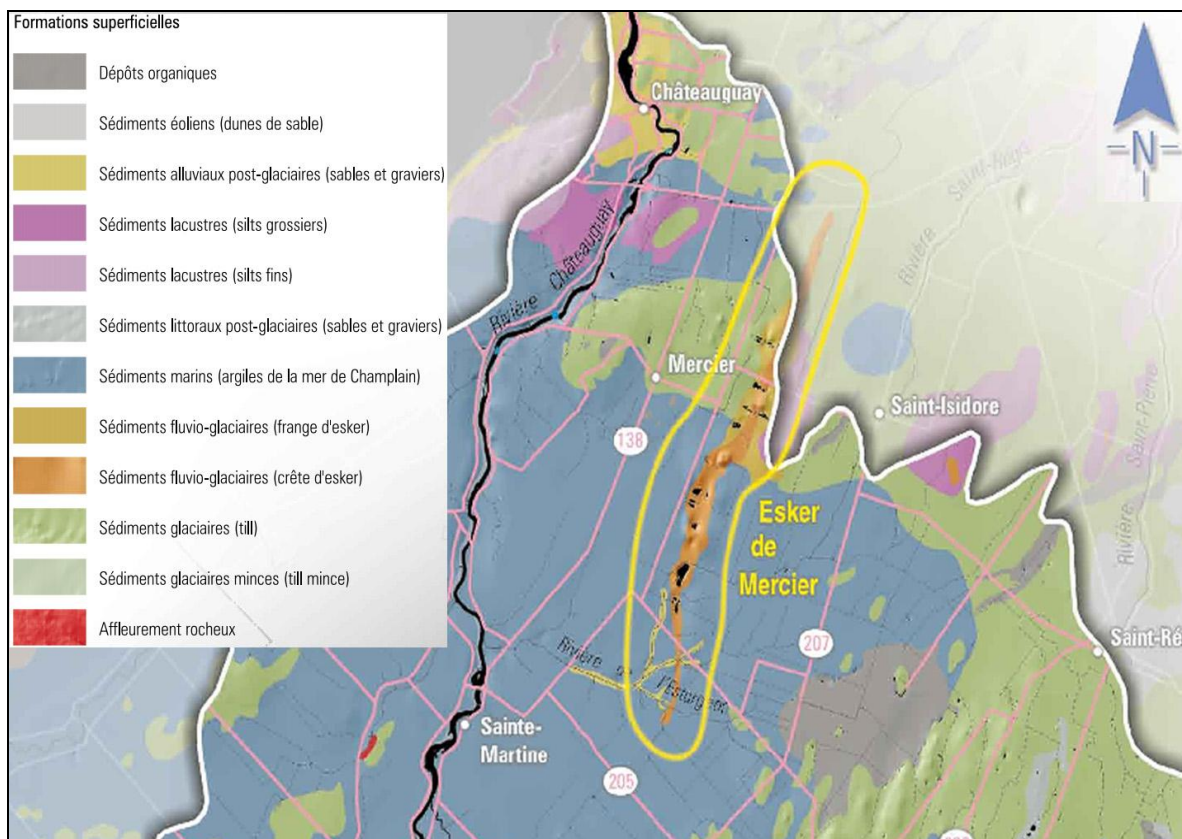 Formations superficielles
Dépôts organiques
Sédiments éoliens (dunes de sable)
Sédiments alluviaux post-glaciaires (sables et graviers)
Sédiments lacustres (silts grossiers)
Sédiments lacustres (silts fins)
Sédiments littoraux post-glaciaires (sables et graviers)
Sédiments marins (argiles de la mer de Champlain)
Sédiments fluvio-glaciaires (frange d'esker)
Sédiments fluvio-glaciaires (crête d'esker)
Sédiments glaciaires (till)
Sédiments glaciaires minces (till mince)
Affleurement rocheux
N
Châteauguay
Rivière Châteauguay
Rivière
Mercier
Saint-Isidore
Rivière Saint-Pierre
138
Esker
de
Mercier
207
Saint-Ré
Rivière de l'Esturgeon
Sainte-
Martine
205